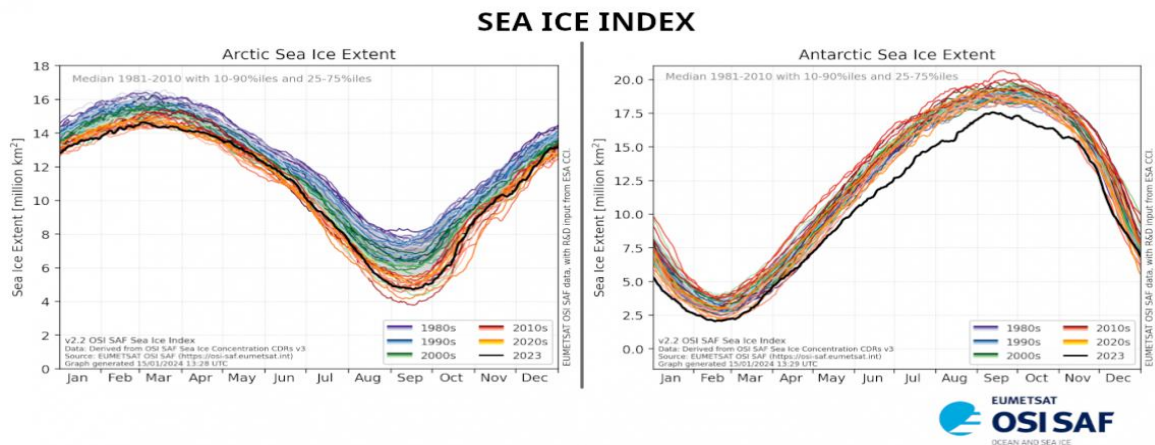 SEA ICE INDEX
Arctic Sea Ice Extent
Median 1981-2010 with 10-90%iles and 25-75%iles
Sea Ice Extent [million km²]
18
16
14
12
10
8
6
4
2
0
v2.2 OSI SAF Sea Ice Index
Data: Derived from OSI SAF Sea Ice Concentration CDRs v3
Source: EUMETSAT OSI SAF (https://osi-saf.eumetsat.int)
Graph generated 15/01/2024 13:28 UTC
1980s
1990s
2000s
2010s
2020s
2023
Jan Feb Mar Apr May Jun Jul Aug Sep Oct Nov Dec
EUMETSAT OSI SAF data, with R&D input from ESA CCI.
Antarctic Sea Ice Extent
Median 1981-2010 with 10-90%iles and 25-75%iles
Sea Ice Extent [million km²]
20.0
17.5
15.0
12.5
10.0
7.5
5.0
2.5
0.0
v2.2 OSI SAF Sea Ice Index
Data: Derived from OSI SAF Sea Ice Concentration CDRs v3
Source: EUMETSAT OSI SAF (https://osi-saf.eumetsat.int)
Graph generated 15/01/2024 13:29 UTC
1980s
1990s
2000s
2010s
2020s
2023
Jan Feb Mar Apr May Jun Jul Aug Sep Oct Nov Dec
EUMETSAT OSI SAF data, with R&D input from ESA CCI.
EUMETSAT
OSI SAF
OCEAN AND SEA ICE